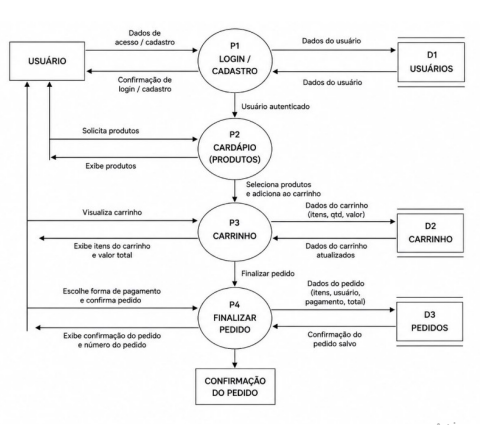 Dados de
acesso / cadastro
P1
LOGIN /
CADASTRO
Dados do usuário
D1
USUÁRIOS
USUÁRIO
Confirmação de
login / cadastro
Dados do usuário
Usuário autenticado
Solicita produtos
P2
CARDÁPIO
(PRODUTOS)
Exibe produtos
Seleciona produtos
e adiciona ao carrinho
Visualiza carrinho
P3
CARRINHO
Dados do carrinho
(itens, qtd, valor)
D2
CARRINHO
Exibe itens do carrinho
e valor total
Dados do carrinho
atualizados
Finalizar pedido
Escolhe forma de pagamento
e confirma pedido
P4
FINALIZAR
PEDIDO
Dados do pedido
(itens, usuário,
pagamento, total)
D3
PEDIDOS
Exibe confirmação do pedido
e número do pedido
Confirmação do
pedido salvo
CONFIRMAÇÃO
DO PEDIDO